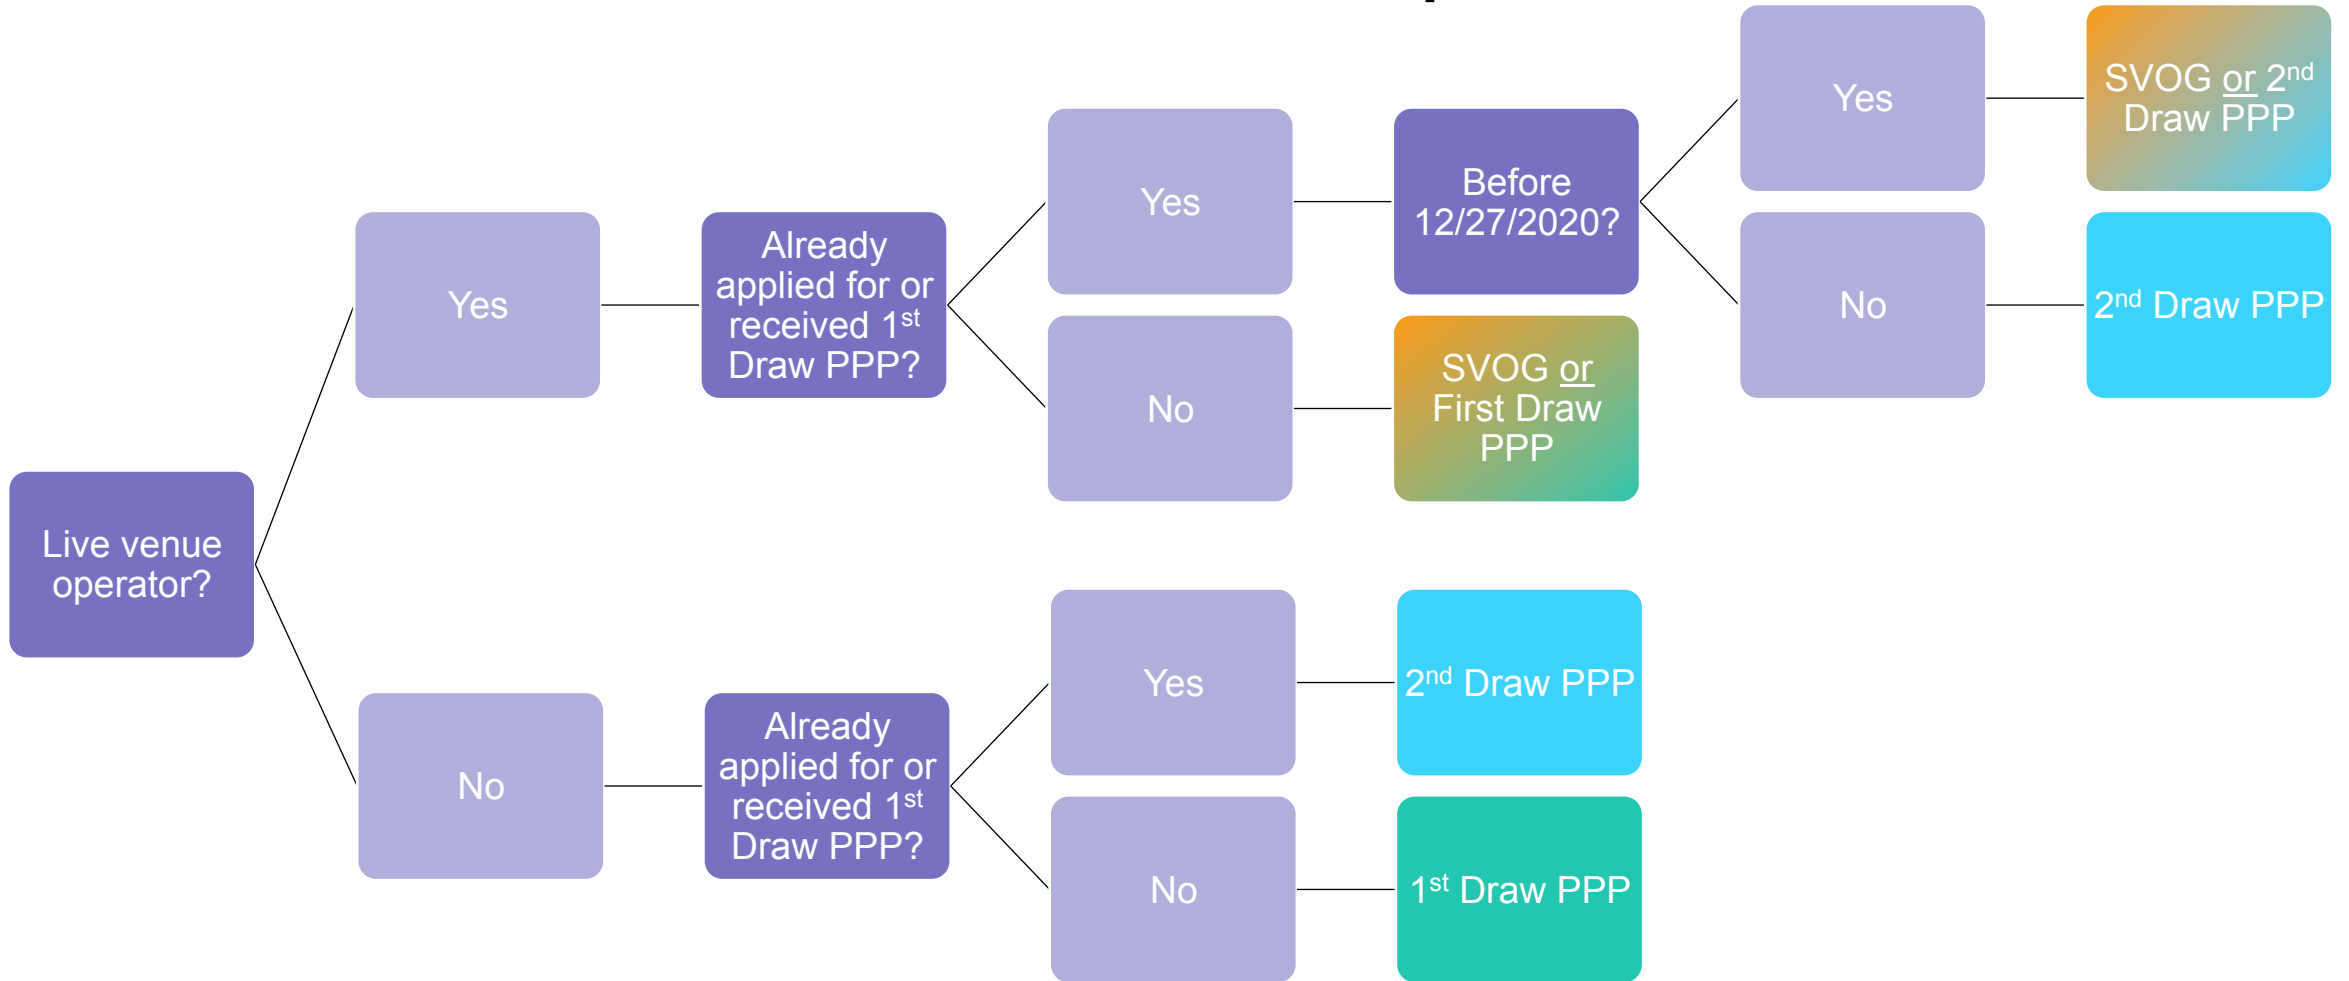 Live venue
operator?
Yes
Already
applied for or
received 1st
Draw PPP?
Yes
Before
12/27/2020?
Yes
SVOG or 2nd
Draw PPP
No
2nd Draw PPP
No
SVOG or
First Draw
PPP
No
Already
applied for or
received 1st
Draw PPP?
Yes
2nd Draw PPP
No
1st Draw PPP